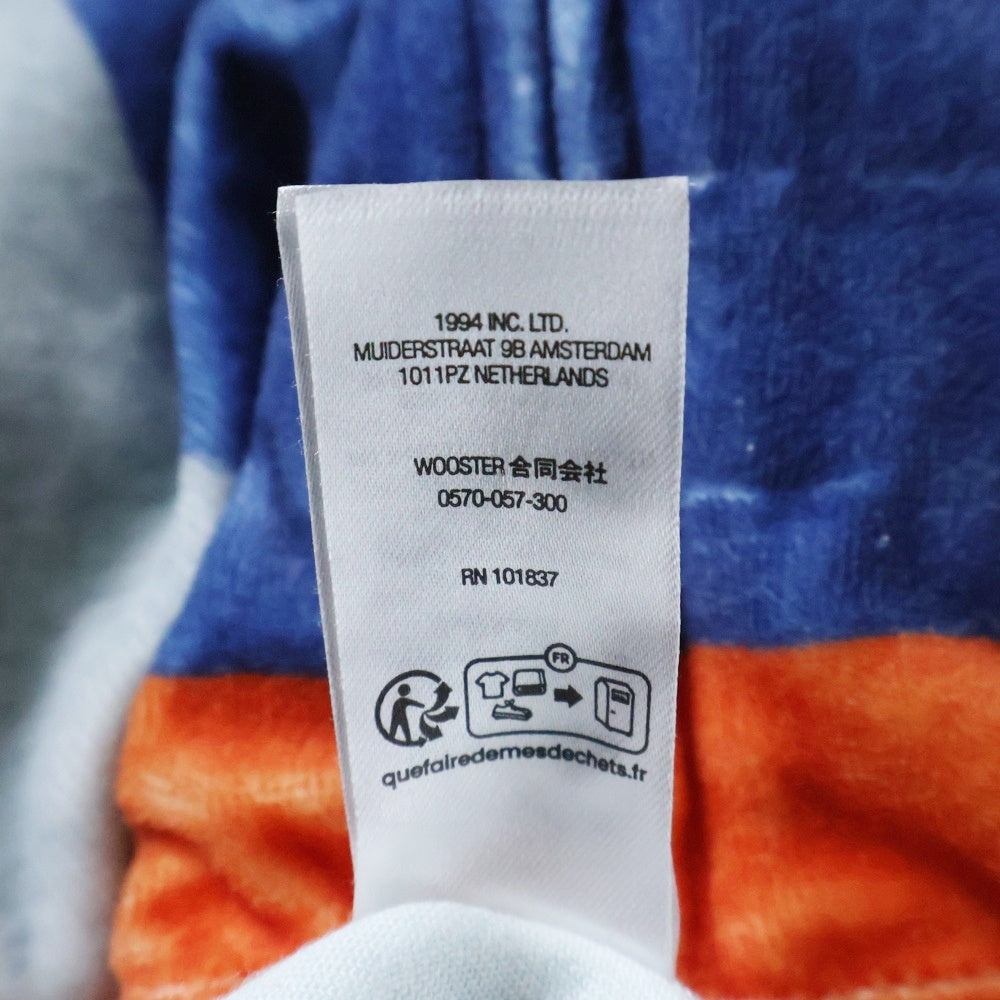 1994 INC. LTD.
MUIDERSTRAAT 9B AMSTERDAM
1011PZ NETHERLANDS
WOOSTER 合同会社
0570-057-300
RN 101837
FR
quefairedemesdechets.fr